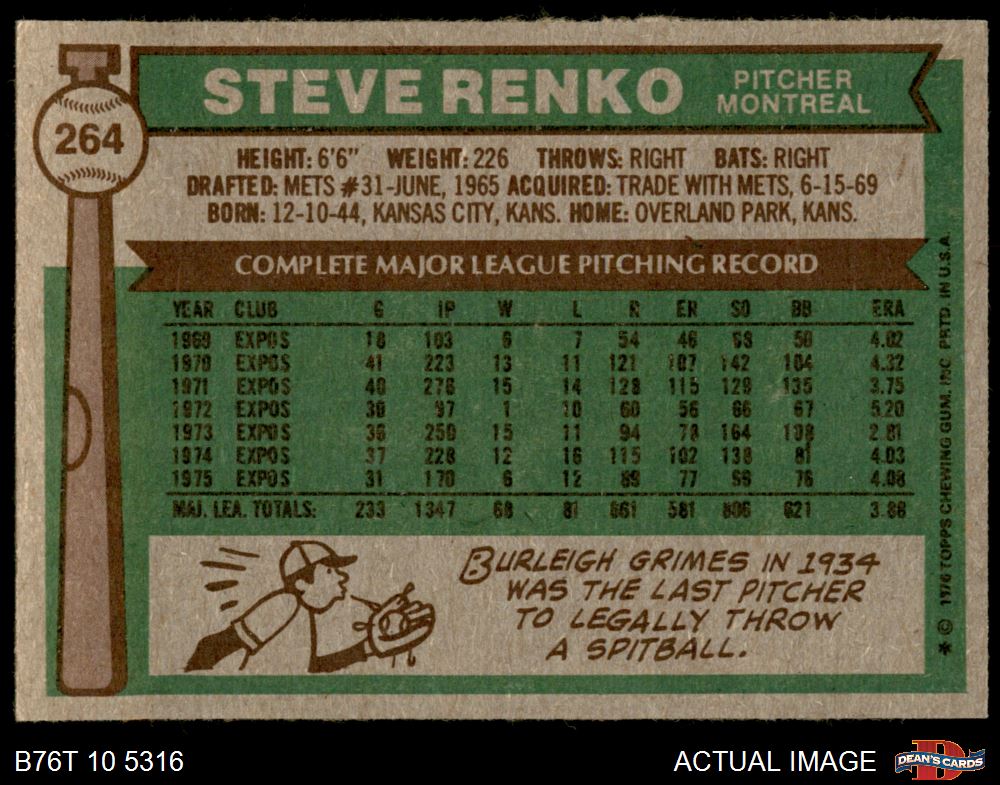 264
STEVE RENKO
PITCHER
MONTREAL
HEIGHT: 6'6" WEIGHT: 226 THROWS: RIGHT BATS: RIGHT
DRAFTED: METS #31-JUNE, 1965 ACQUIRED: TRADE WITH METS, 6-15-69
BORN: 12-10-44, KANSAS CITY, KANS. HOME: OVERLAND PARK, KANS.
COMPLETE MAJOR LEAGUE PITCHING RECORD
YEAR CLUB G IP W L R ER SO BB ERA
1969 EXPOS 18 103 6 7 54 46 68 50 4.02
1970 EXPOS 41 223 13 11 121 107 142 104 4.32
1971 EXPOS 40 276 15 14 128 115 129 135 3.75
1972 EXPOS 30 97 1 10 60 56 66 67 5.20
1973 EXPOS 36 250 15 11 94 78 164 108 2.81
1974 EXPOS 37 228 12 16 115 102 138 81 4.03
1975 EXPOS 31 170 6 12 89 77 99 76 4.08
MAJ. LEA. TOTALS: 233 1347 68 81 661 581 806 621 3.88
BURLEIGH GRIMES IN 1934
WAS THE LAST PITCHER
TO LEGALLY THROW
A SPITBALL.
* © 1976 TOPPS CHEWING GUM, INC. PRTD. IN U.S.A.
B76T 10 5316
ACTUAL IMAGE
DEAN'S CARDS